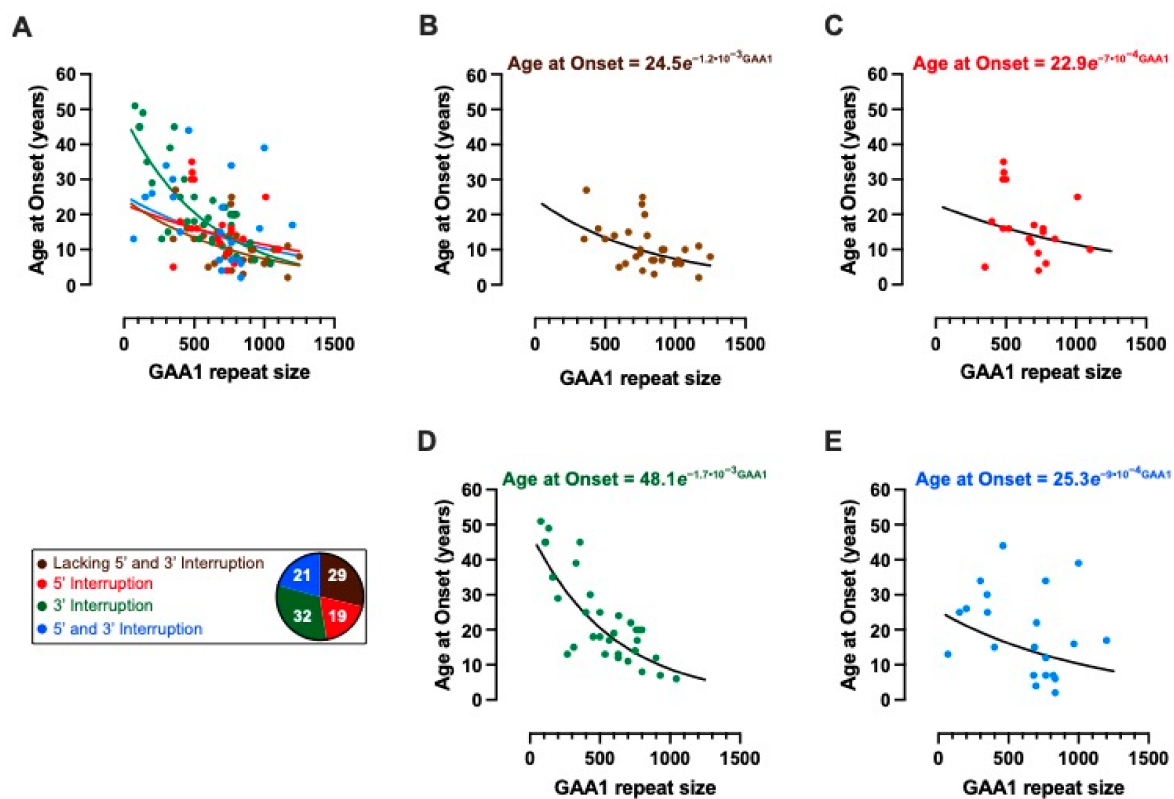 A
Age at Onset (years)
60
50
40
30
20
10
0
0 500 1000 1500
GAA1 repeat size
B
Age at Onset = 24.5e−1.2•10−3GAA1
Age at Onset (years)
60
50
40
30
20
10
0
0 500 1000 1500
GAA1 repeat size
C
Age at Onset = 22.9e−7•10−4GAA1
Age at Onset (years)
60
50
40
30
20
10
0
0 500 1000 1500
GAA1 repeat size
Lacking 5' and 3' Interruption
5' Interruption
3' Interruption
5' and 3' Interruption
21 29
32 19
D
Age at Onset = 48.1e−1.7•10−3GAA1
Age at Onset (years)
60
50
40
30
20
10
0
0 500 1000 1500
GAA1 repeat size
E
Age at Onset = 25.3e−9•10−4GAA1
Age at Onset (years)
60
50
40
30
20
10
0
0 500 1000 1500
GAA1 repeat size